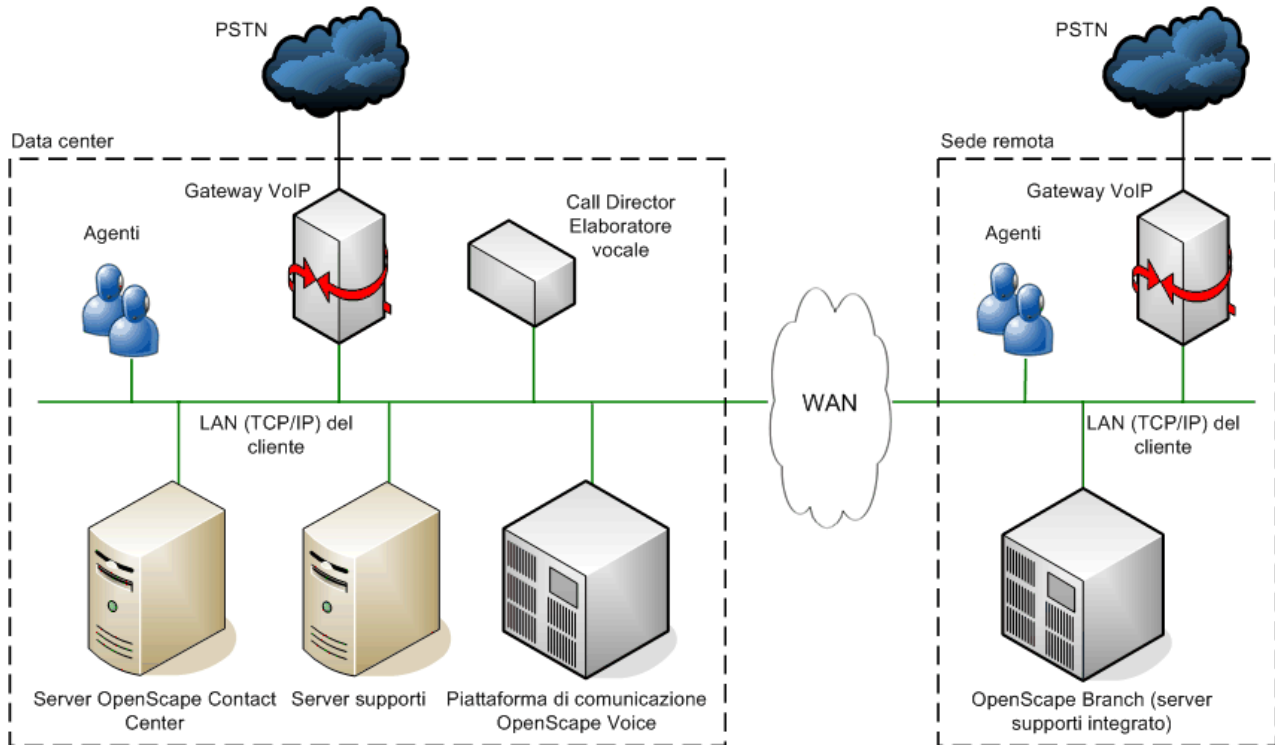 PSTN
PSTN
Data center
Sede remota
Gateway VoIP
Call Director
Elaboratore
vocale
Agenti
Gateway VoIP
Agenti
WAN
LAN (TCP/IP) del
cliente
LAN (TCP/IP) del
cliente
Server OpenScape Contact
Center
Server supporti
Piattaforma di comunicazione
OpenScape Voice
OpenScape Branch (server
supporti integrato)